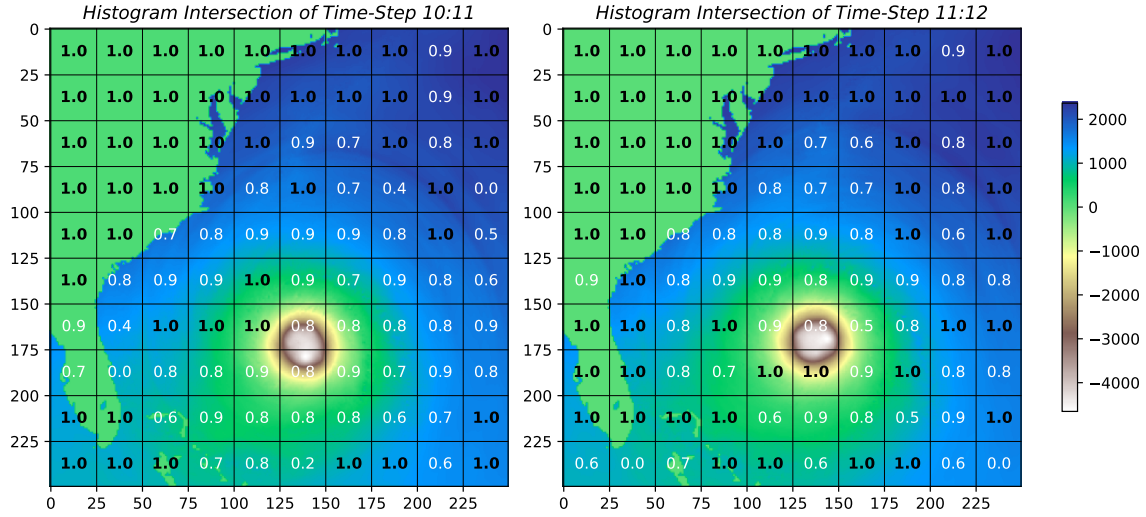 Histogram Intersection of Time-Step 10:11 Histogram Intersection of Time-Step 11:12
0 1.0 1.0 1.0 1.0 1.0 1.0 1.0 1.0 0.9 1.0 0 1.0 1.0 1.0 1.0 1.0 1.0 1.0 1.0 0.9 1.0
25 25
1.0 1.0 1.0 1.0 1.0 1.0 1.0 1.0 0.9 1.0 1.0 1.0 1.0 1.0 1.0 1.0 1.0 1.0 1.0 1.0 2000
50 50
1.0 1.0 1.0 1.0 1.0 0.9 0.7 1.0 0.8 1.0 1.0 1.0 1.0 1.0 1.0 0.7 0.6 1.0 0.8 1.0
75 75 1000
1.0 1.0 1.0 1.0 0.8 1.0 0.7 0.4 1.0 0.0 1.0 1.0 1.0 1.0 0.8 0.7 0.7 1.0 0.8 1.0
100 100 0
1.0 1.0 0.7 0.8 0.9 0.9 0.9 0.8 1.0 0.5 1.0 1.0 0.8 0.8 0.8 0.8 0.8 1.0 0.6 1.0
125 125
1.0 0.8 0.9 0.9 1.0 0.9 0.7 0.9 0.8 0.6 0.9 1.0 0.8 0.9 0.9 0.9 0.9 0.9 0.9 0.9 −1000
150 150
0.9 0.4 1.0 1.0 1.0 0.8 0.8 0.8 0.8 0.9 1.0 1.0 0.8 1.0 0.9 0.8 0.5 0.8 1.0 1.0 −2000
175 175
0.7 0.0 0.8 0.8 0.9 0.8 0.9 0.7 0.9 0.8 1.0 1.0 0.8 0.7 1.0 1.0 0.9 1.0 0.8 0.8 −3000
200 200
1.0 1.0 0.6 0.9 0.8 0.8 0.8 0.6 0.7 1.0 1.0 1.0 1.0 1.0 0.6 0.9 0.8 0.5 0.9 1.0 −4000
225 225
1.0 1.0 1.0 0.7 0.8 0.2 1.0 1.0 0.6 1.0 0.6 0.0 0.7 1.0 1.0 0.6 1.0 1.0 0.6 0.0
0 25 50 75 100 125 150 175 200 225 0 25 50 75 100 125 150 175 200 225